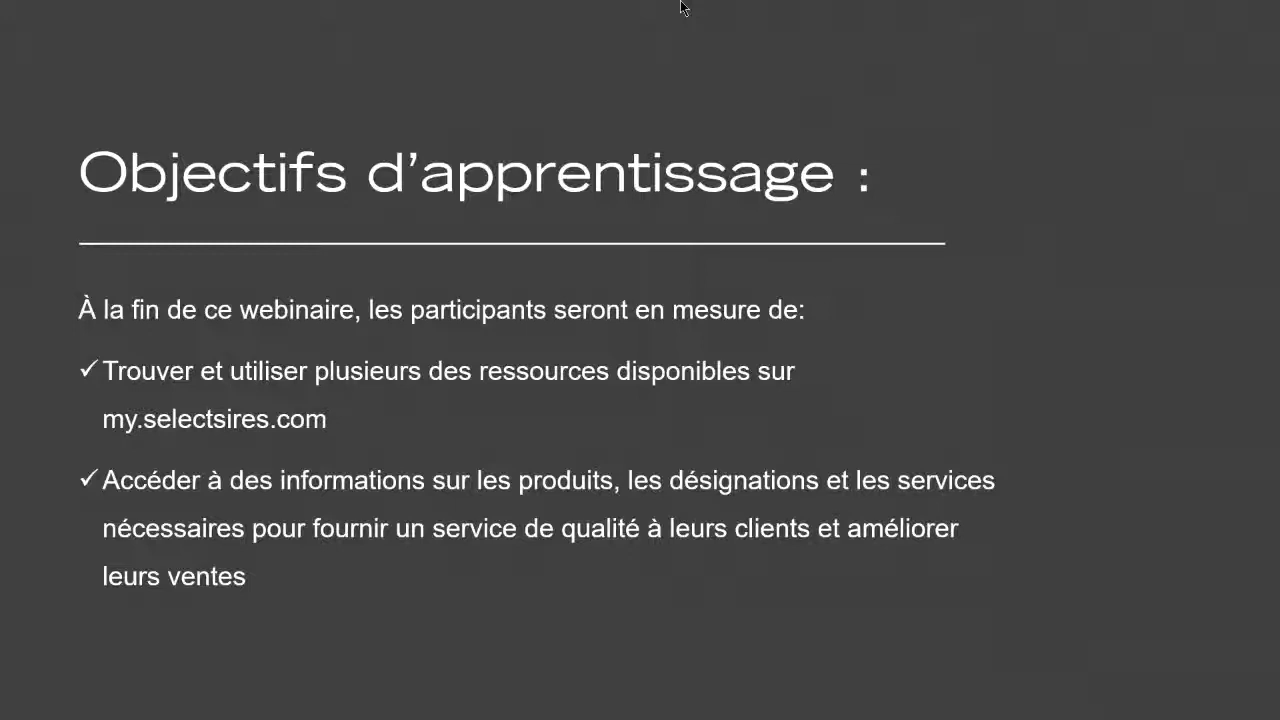 Objectifs d’apprentissage :
À la fin de ce webinaire, les participants seront en mesure de:
✓Trouver et utiliser plusieurs des ressources disponibles sur
my.selectsires.com
✓Accéder à des informations sur les produits, les désignations et les services
nécessaires pour fournir un service de qualité à leurs clients et améliorer
leurs ventes